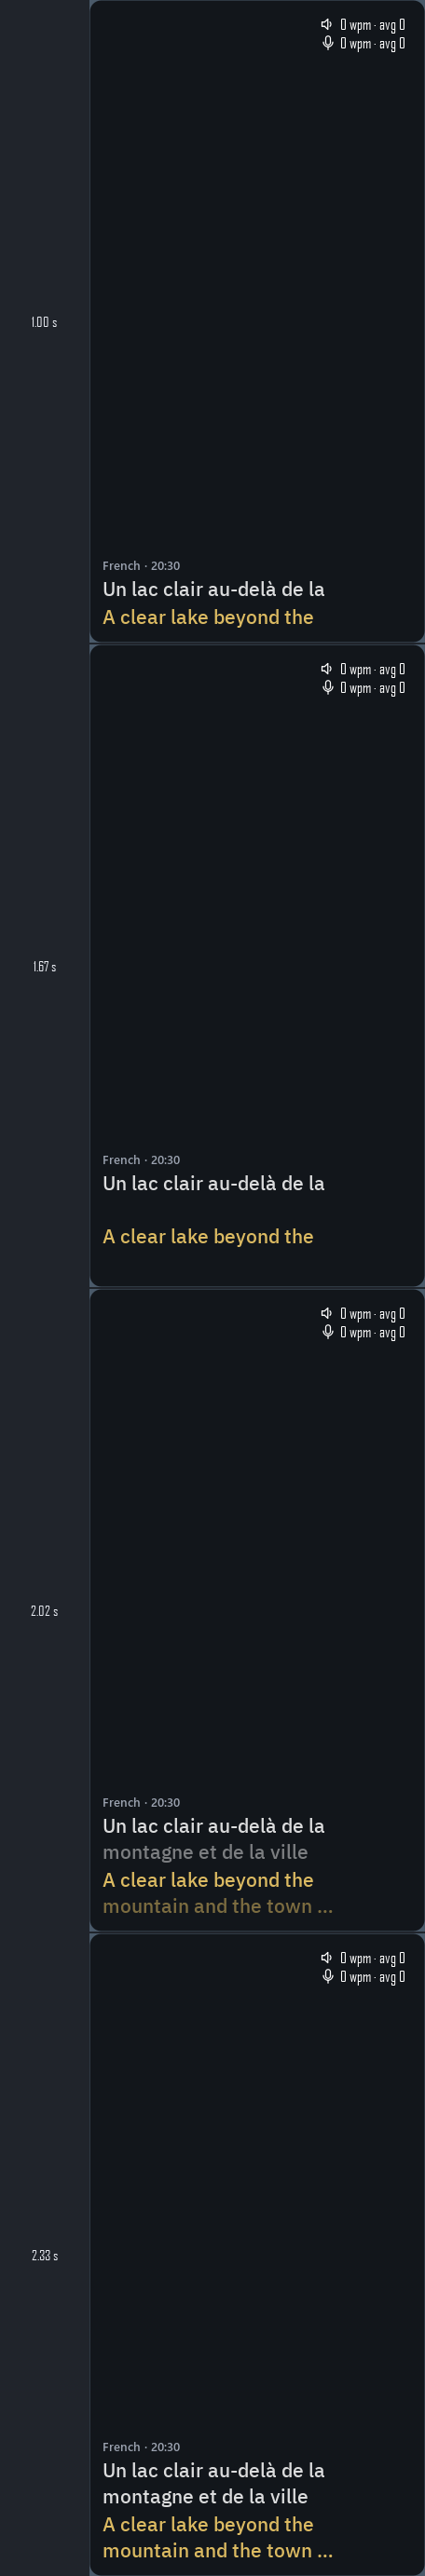 0 wpm · avg 0
0 wpm · avg 0
1.00 s
French · 20:30
Un lac clair au-delà de la
A clear lake beyond the
0 wpm · avg 0
0 wpm · avg 0
1.67 s
French · 20:30
Un lac clair au-delà de la
A clear lake beyond the
0 wpm · avg 0
0 wpm · avg 0
2.02 s
French · 20:30
Un lac clair au-delà de la
montagne et de la ville
A clear lake beyond the
mountain and the town ...
0 wpm · avg 0
0 wpm · avg 0
2.33 s
French · 20:30
Un lac clair au-delà de la
montagne et de la ville
A clear lake beyond the
mountain and the town ...